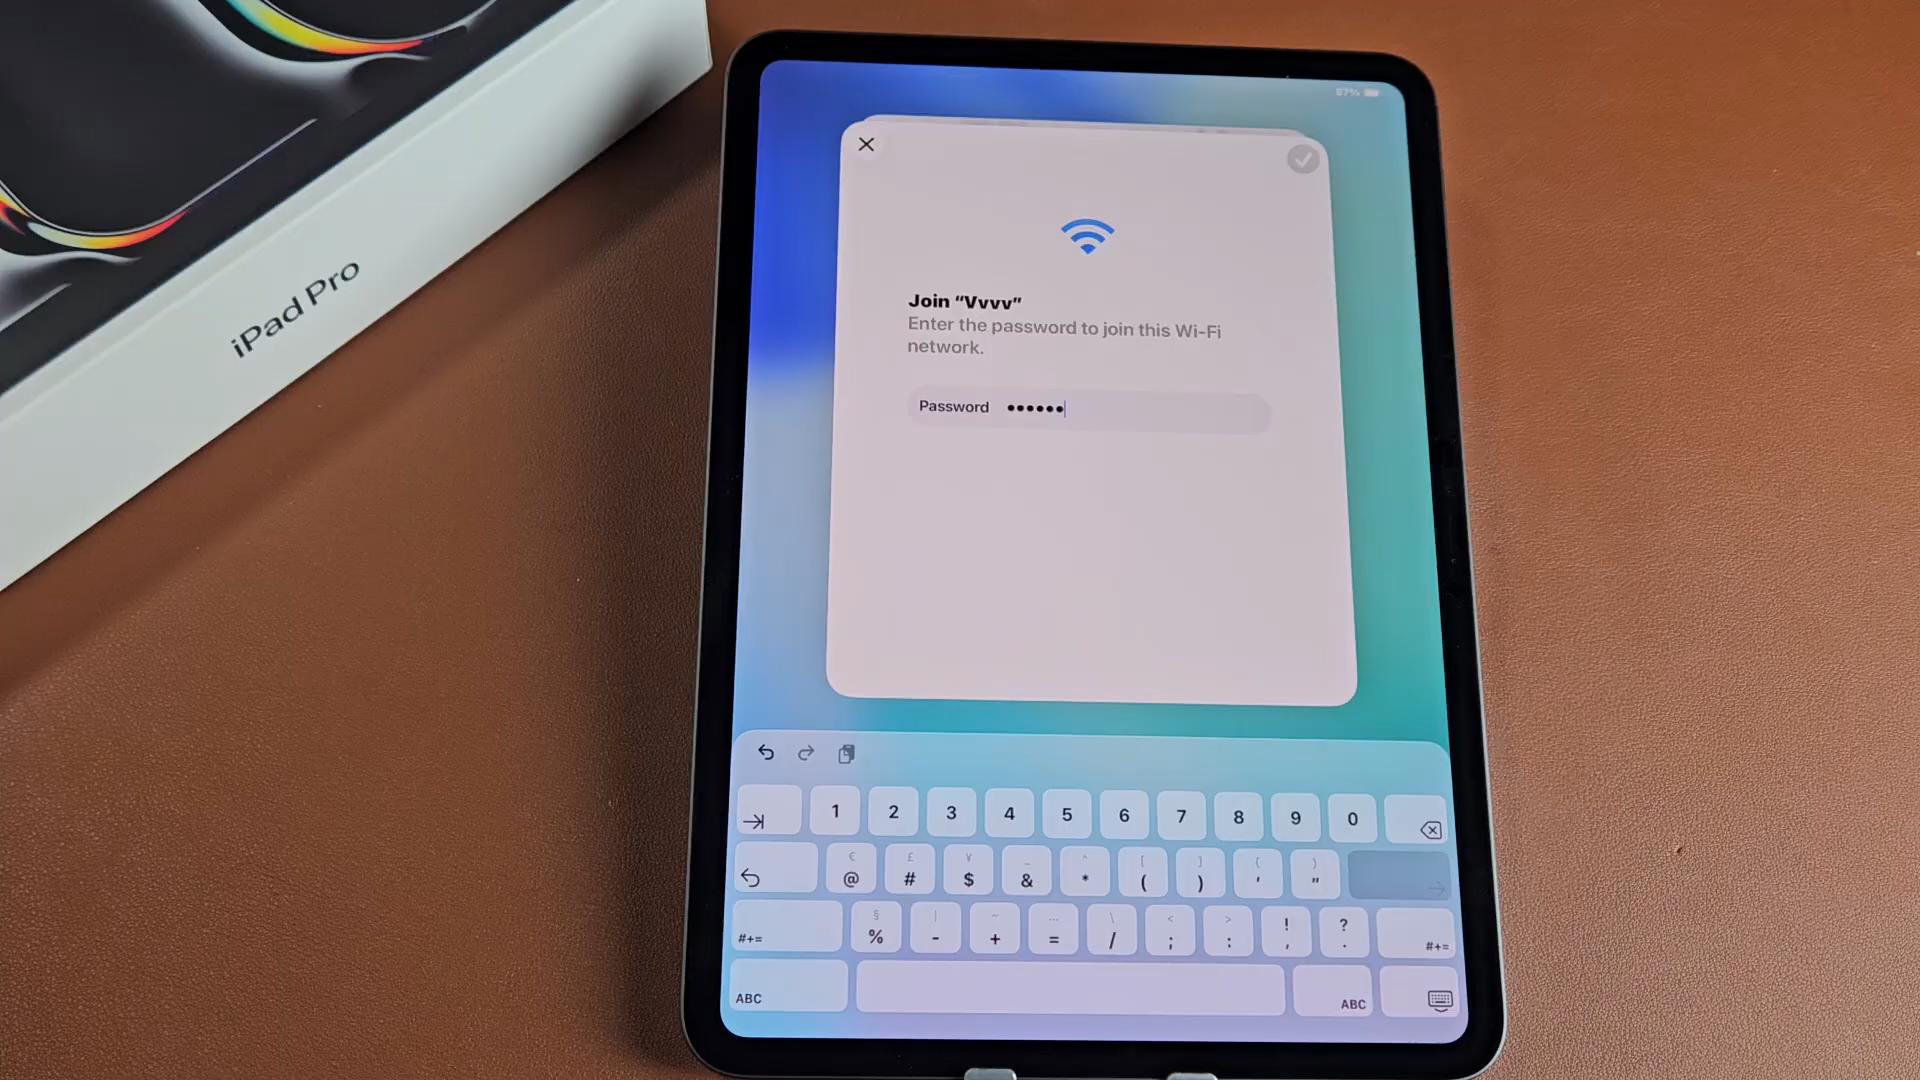 iPad Pro
87%
Join “Vvvv”
Enter the password to join this Wi-Fi
network.
Password ••••••
1 2 3 4 5 6 7 8 9 0
€ £ ¥ _ ^ [ ] { }
@ # $ & * ( ) ' "
§ | ~ … \ < > ! ?
#+= % - + = / ; : , . #+=
ABC ABC